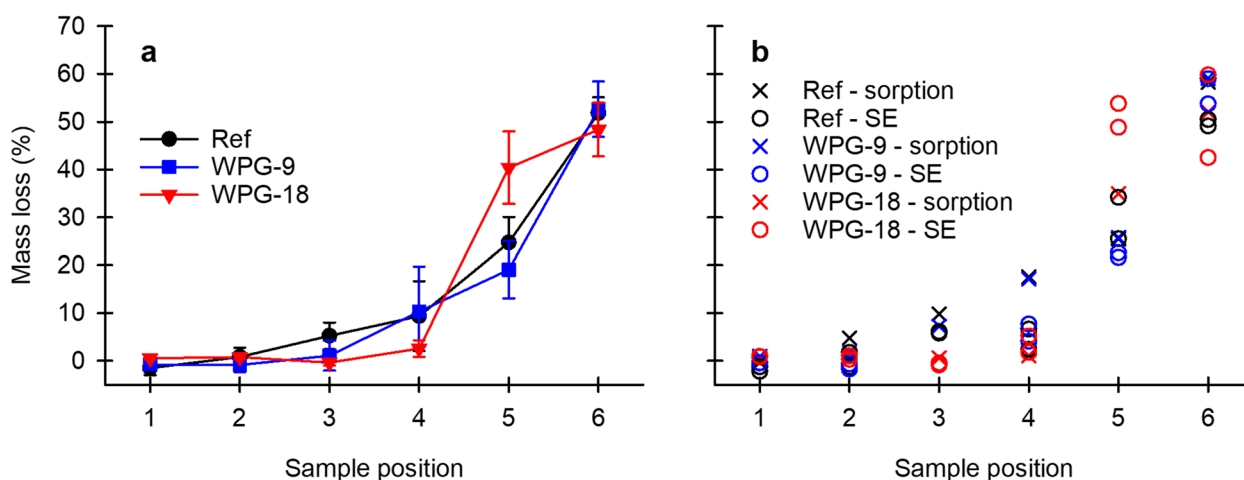 a
Mass loss (%)
70
60
50
40
30
20
10
0
Ref
WPG-9
WPG-18
1 2 3 4 5 6
Sample position
b
Ref - sorption
Ref - SE
WPG-9 - sorption
WPG-9 - SE
WPG-18 - sorption
WPG-18 - SE
1 2 3 4 5 6
Sample position